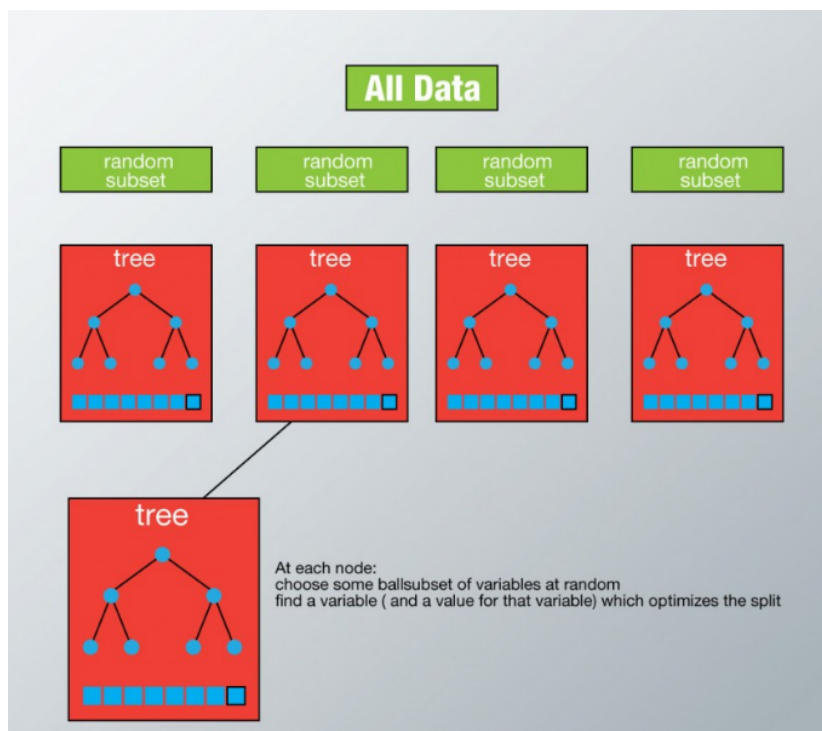 All Data
random
subset
random
subset
random
subset
random
subset
tree
tree
tree
tree
tree
At each node:
choose some ballsubset of variables at random
find a variable ( and a value for that variable) which optimizes the split